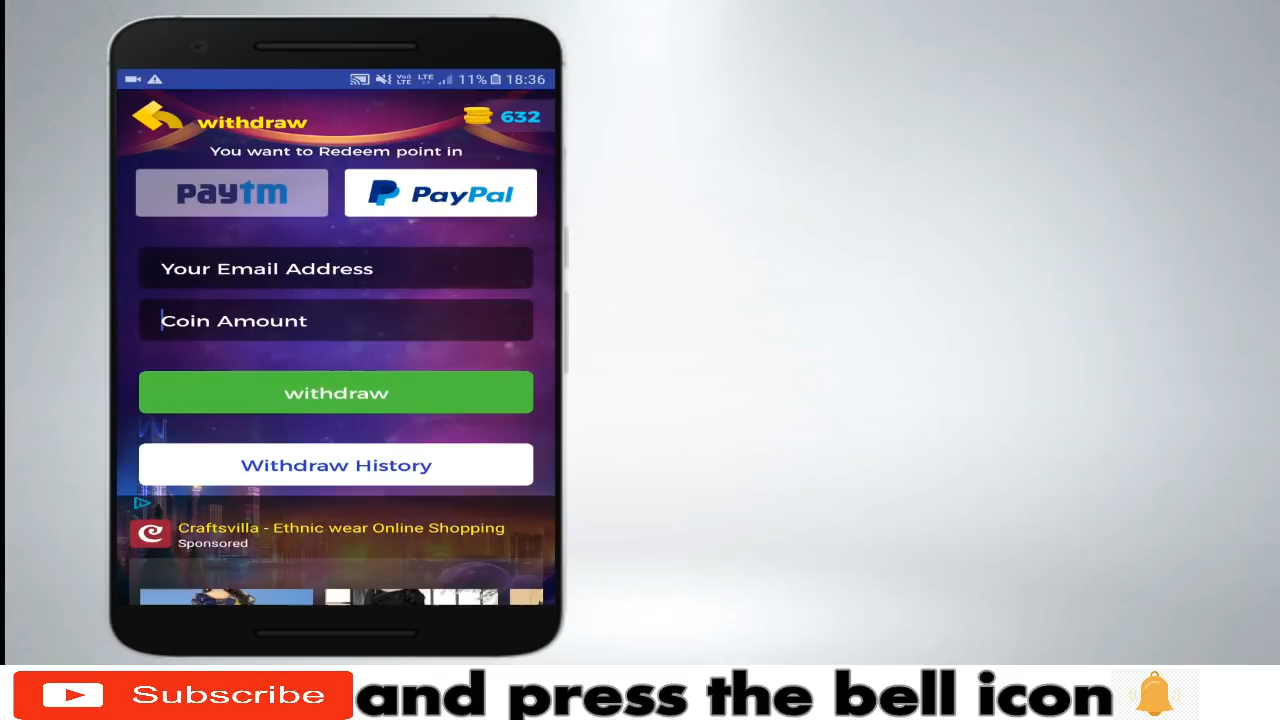 11% 18:36
withdraw 632
You want to Redeem point in
paytm PayPal
Your Email Address
Coin Amount
withdraw
Withdraw History
Craftsvilla - Ethnic wear Online Shopping
Sponsored
Subscribe and press the bell icon